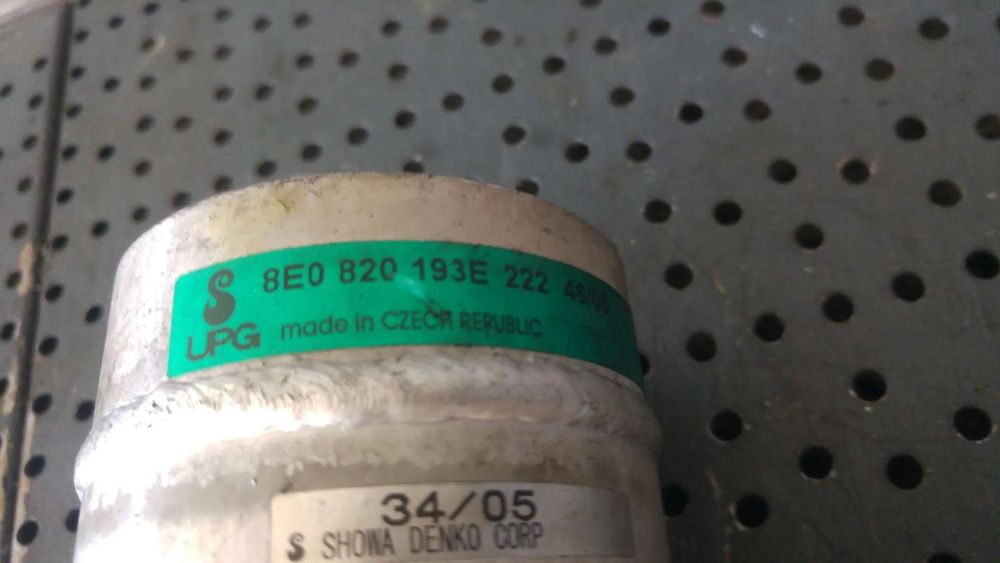 8E0 820 193E 222 48/05
UPG made in CZECH REPUBLIC
34/05
S SHOWA DENKO CORP